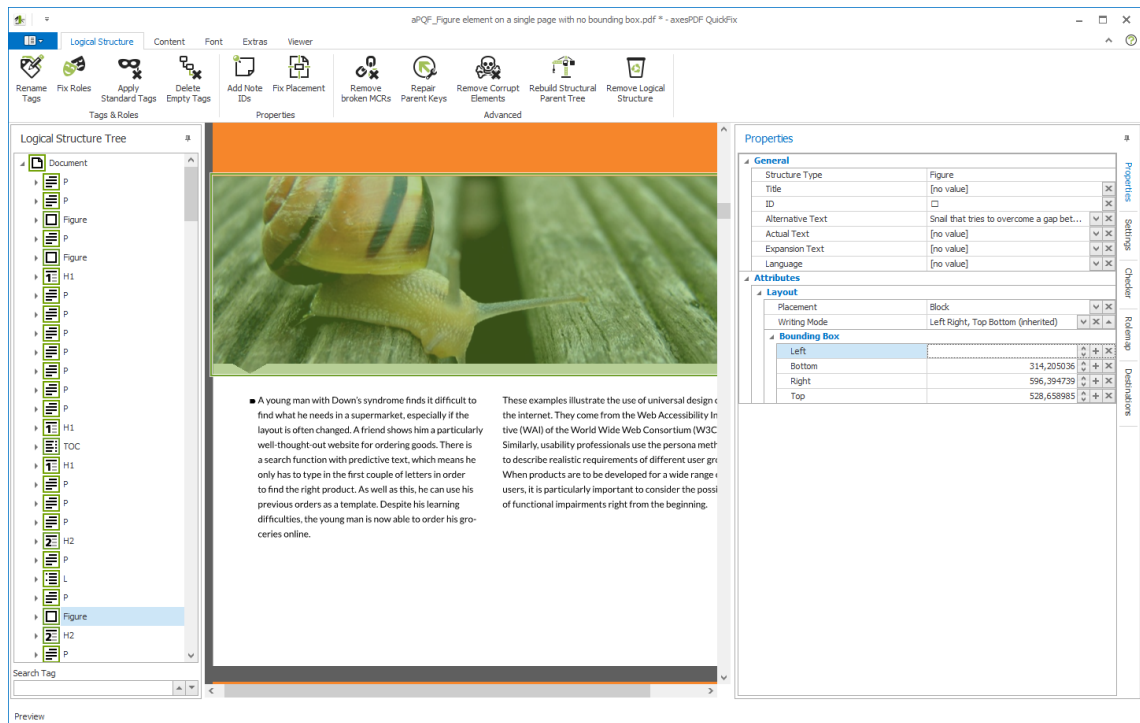 aPQF_Figure element on a single page with no bounding box.pdf * - axesPDF QuickFix
Logical Structure Content Font Extras Viewer
Rename Tags
Fix Roles
Apply Standard Tags
Delete Empty Tags
Add Note IDs
Fix Placement
Remove broken MCRs
Repair Parent Keys
Remove Corrupt Elements
Rebuild Structural Parent Tree
Remove Logical Structure
Tags & Roles
Properties
Advanced
Logical Structure Tree
Document
P
P
Figure
P
Figure
1 H1
P
P
P
P
P
P
P
1 H1
TOC
1 H1
P
P
P
2 H2
P
L
P
Figure
2 H2
P
Search Tag
Preview
A young man with Down's syndrome finds it difficult to
find what he needs in a supermarket, especially if the
layout is often changed. A friend shows him a particularly
well-thought-out website for ordering goods. There is
a search function with predictive text, which means he
only has to type in the first couple of letters in order
to find the right product. As well as this, he can use his
previous orders as a template. Despite his learning
difficulties, the young man is now able to order his gro-
ceries online.
These examples illustrate the use of universal design
the internet. They come from the Web Accessibility In
tive (WAI) of the World Wide Web Consortium (W3C
Similarly, usability professionals use the persona meth
to describe realistic requirements of different user gr
When products are to be developed for a wide range
users, it is particularly important to consider the possi
of functional impairments right from the beginning.
Properties
General
Structure Type Figure
Title [no value]
ID
Alternative Text Snail that tries to overcome a gap bet...
Actual Text [no value]
Expansion Text [no value]
Language [no value]
Attributes
Layout
Placement Block
Writing Mode Left Right, Top Bottom (inherited)
Bounding Box
Left
Bottom 314,205036
Right 596,394739
Top 528,658985
Properties
Settings
Checker
Rolemap
Destinations